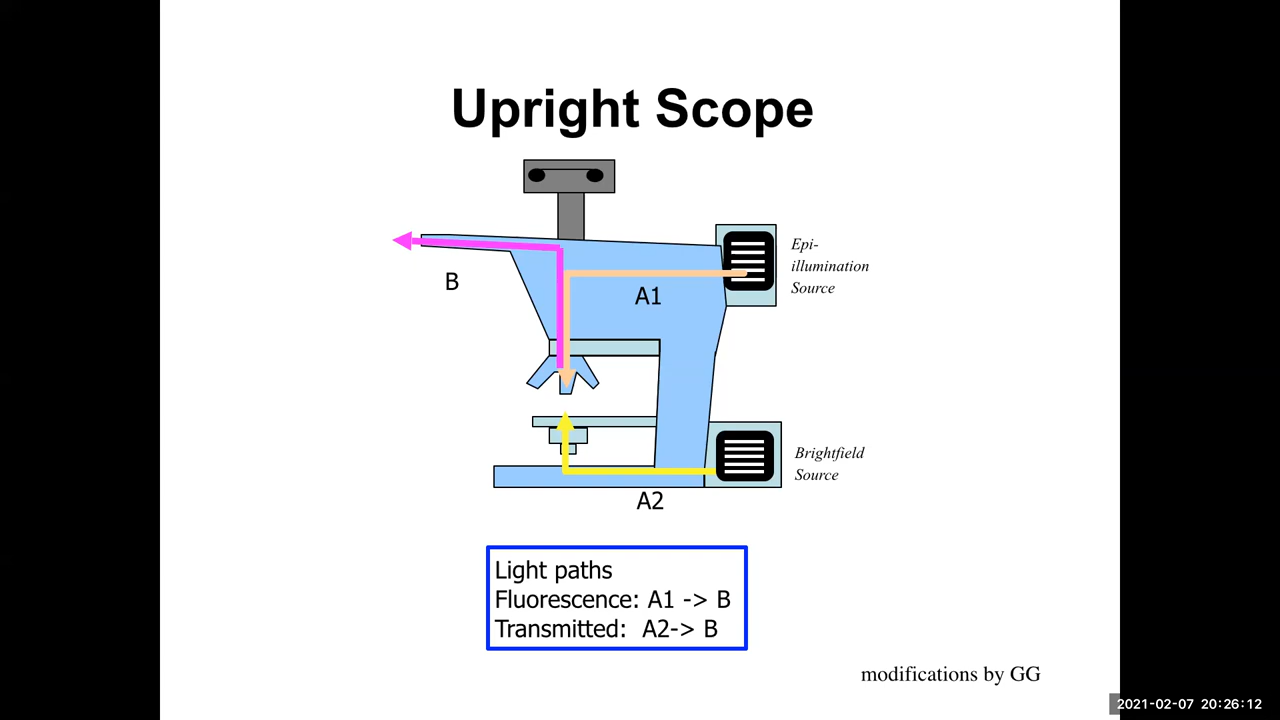 Upright Scope
Epi-
illumination
Source
B
A1
Brightfield
Source
A2
Light paths
Fluorescence: A1 -> B
Transmitted:  A2-> B
modifications by GG
2021-02-07 20:26:12